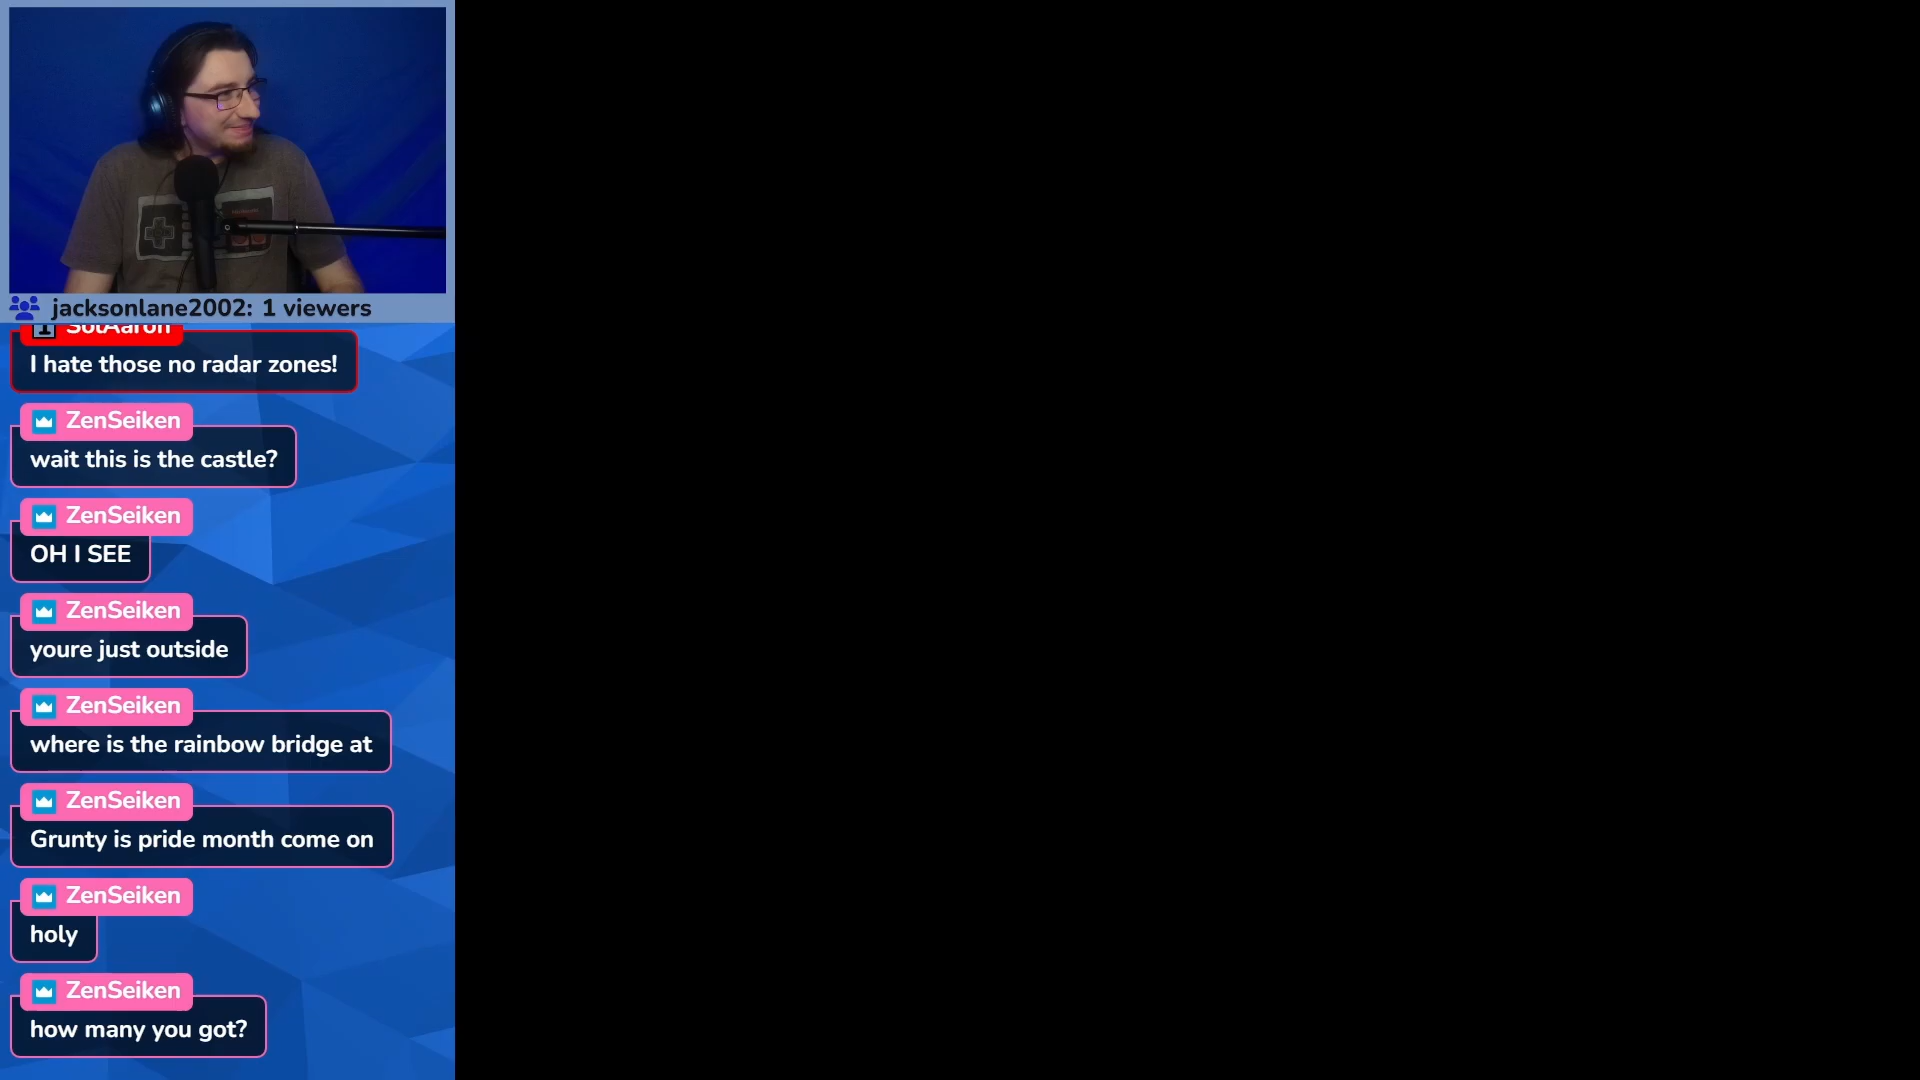 jacksonlane2002: 1 viewers
SolAaron
I hate those no radar zones!
ZenSeiken
wait this is the castle?
ZenSeiken
OH I SEE
ZenSeiken
youre just outside
ZenSeiken
where is the rainbow bridge at
ZenSeiken
Grunty is pride month come on
ZenSeiken
holy
ZenSeiken
how many you got?